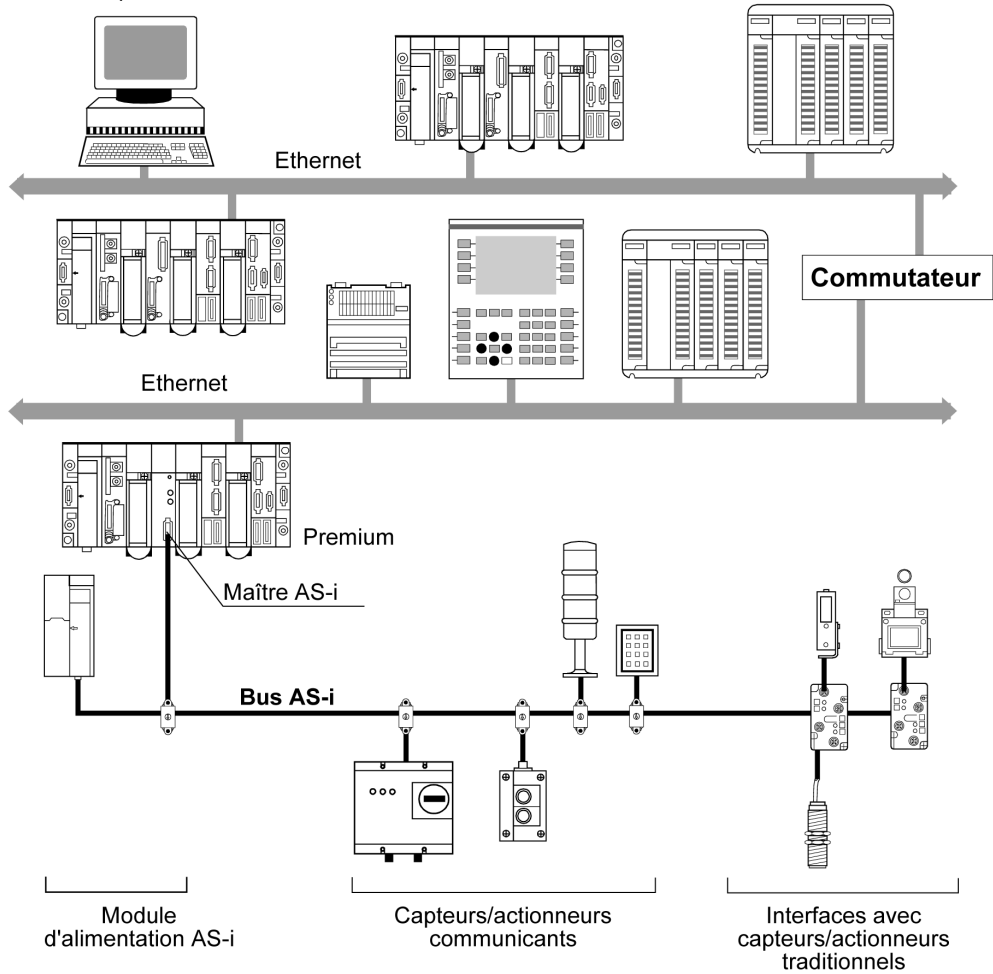 Ethernet
Commutateur
Ethernet
Premium
Maître AS-i
Bus AS-i
Module
d'alimentation AS-i
Capteurs/actionneurs
communicants
Interfaces avec
capteurs/actionneurs
traditionnels